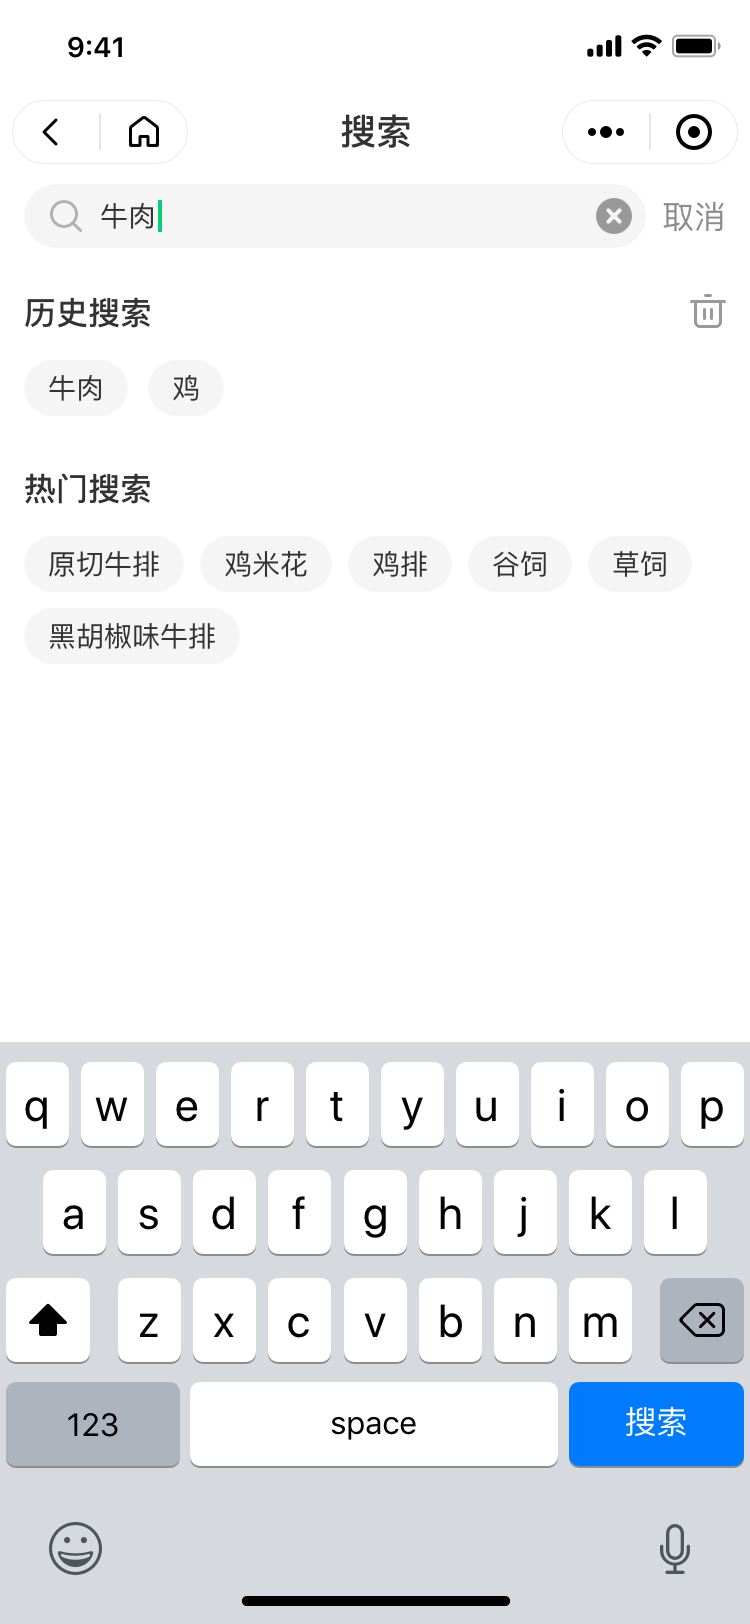 9:41
搜索
牛肉 取消
历史搜索
牛肉 鸡
热门搜索
原切牛排 鸡米花 鸡排 谷饲 草饲
黑胡椒味牛排
q w e r t y u i o p
a s d f g h j k l
z x c v b n m
123 space 搜索